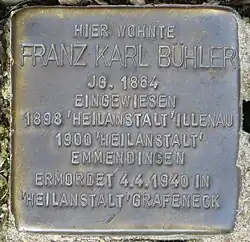 HIER WOHNTE
FRANZ KARL BÜHLER
JG. 1864
EINGEWIESEN
1898 'HEILANSTALT' ILLENAU
1900 'HEILANSTALT'
EMMENDINGEN
ERMORDET 4.4.1940 IN
'HEILANSTALT' GRAFENECK